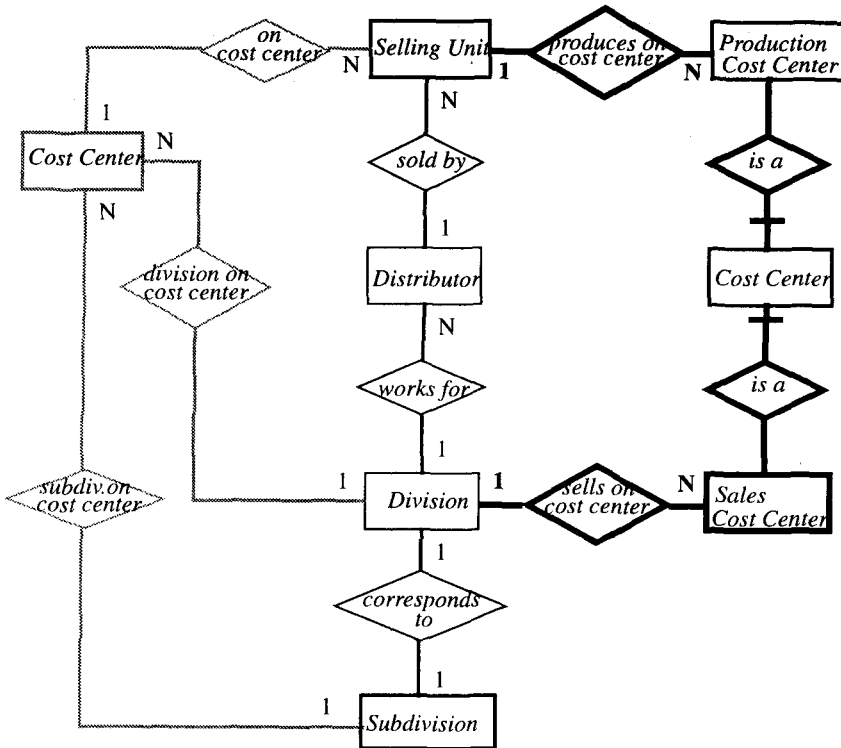 on
cost center
N
Selling Unit
1
produces on
cost center
N
Production
Cost Center
1
N
Cost Center
N
N
sold by
is a
1
division on
cost center
Distributor
Cost Center
N
works for
is a
1
subdiv.on
cost center
1
Division
1
sells on
cost center
N
Sales
Cost Center
1
corresponds
to
1
1
Subdivision